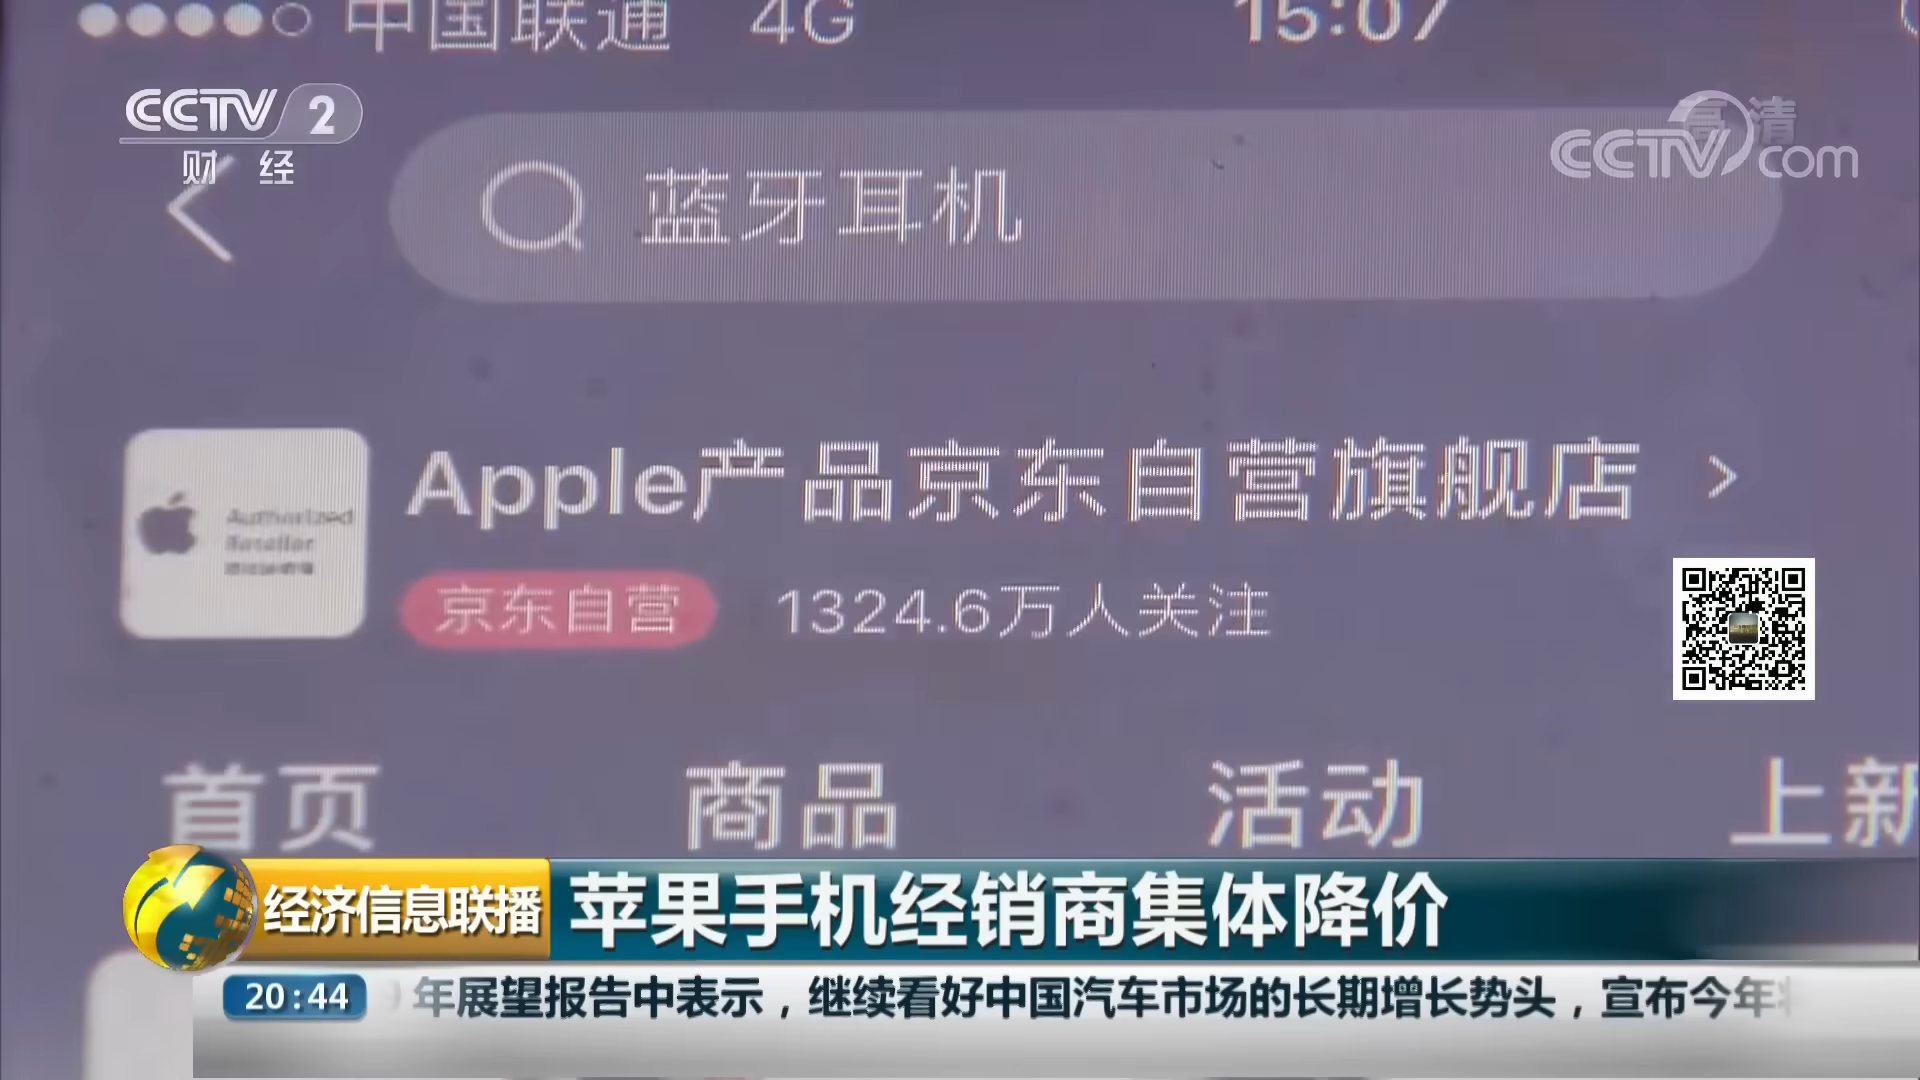 中国联通 4G 15:07
CCTV 2
财经
高清
CCTV com
蓝牙耳机
Apple产品京东自营旗舰店
Authorized
Reseller
京东自营 1324.6万人关注
首页 商品 活动 上新
经济信息联播 苹果手机经销商集体降价
20:44 年展望报告中表示，继续看好中国汽车市场的长期增长势头，宣布今年